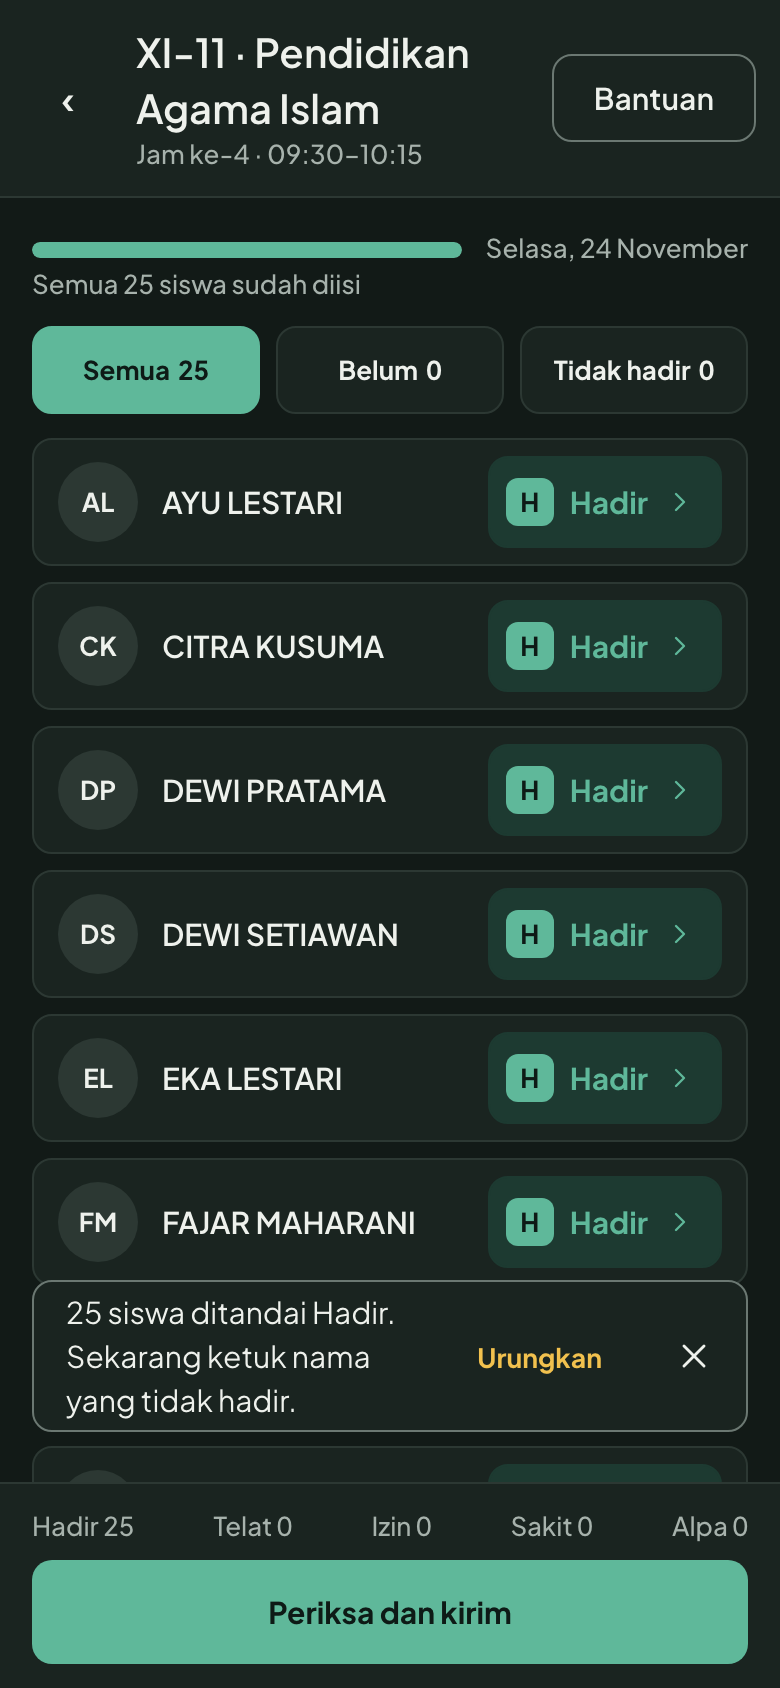 XI-11 · Pendidikan
Agama Islam
Jam ke-4 · 09:30–10:15
Bantuan
Selasa, 24 November
Semua 25 siswa sudah diisi
Semua 25
Belum 0
Tidak hadir 0
AL AYU LESTARI H Hadir
CK CITRA KUSUMA H Hadir
DP DEWI PRATAMA H Hadir
DS DEWI SETIAWAN H Hadir
EL EKA LESTARI H Hadir
FM FAJAR MAHARANI H Hadir
25 siswa ditandai Hadir.
Sekarang ketuk nama
yang tidak hadir.
Urungkan
Hadir 25 Telat 0 Izin 0 Sakit 0 Alpa 0
Periksa dan kirim